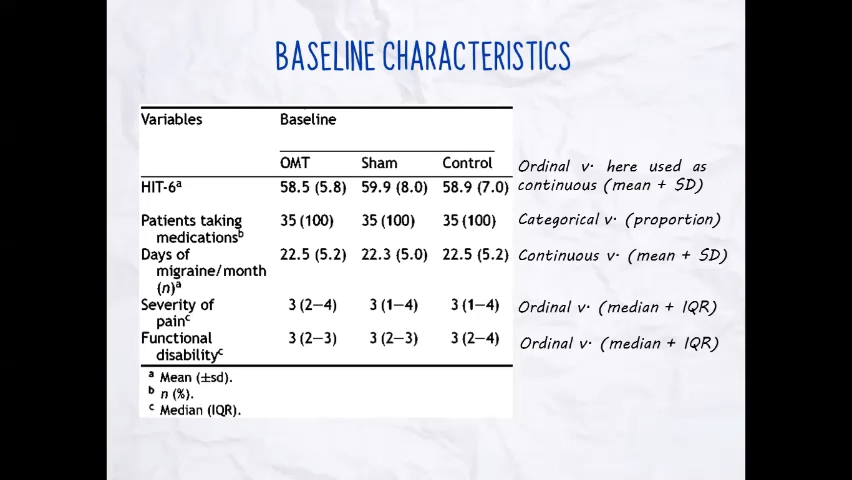 BASELINE CHARACTERISTICS
Variables Baseline
OMT Sham Control
Ordinal v. here used as
HIT-6a 58.5 (5.8) 59.9 (8.0) 58.9 (7.0) continuous (mean + SD)
Patients taking 35 (100) 35 (100) 35 (100) Categorical v. (proportion)
medicationsb
Days of 22.5 (5.2) 22.3 (5.0) 22.5 (5.2) Continuous v. (mean + SD)
migraine/month
(n)a
Severity of 3 (2–4) 3 (1–4) 3 (1–4) Ordinal v. (median + IQR)
painc
Functional 3 (2–3) 3 (2–3) 3 (2–4) Ordinal v. (median + IQR)
disabilityc
a Mean (±sd).
b n (%).
c Median (IQR).